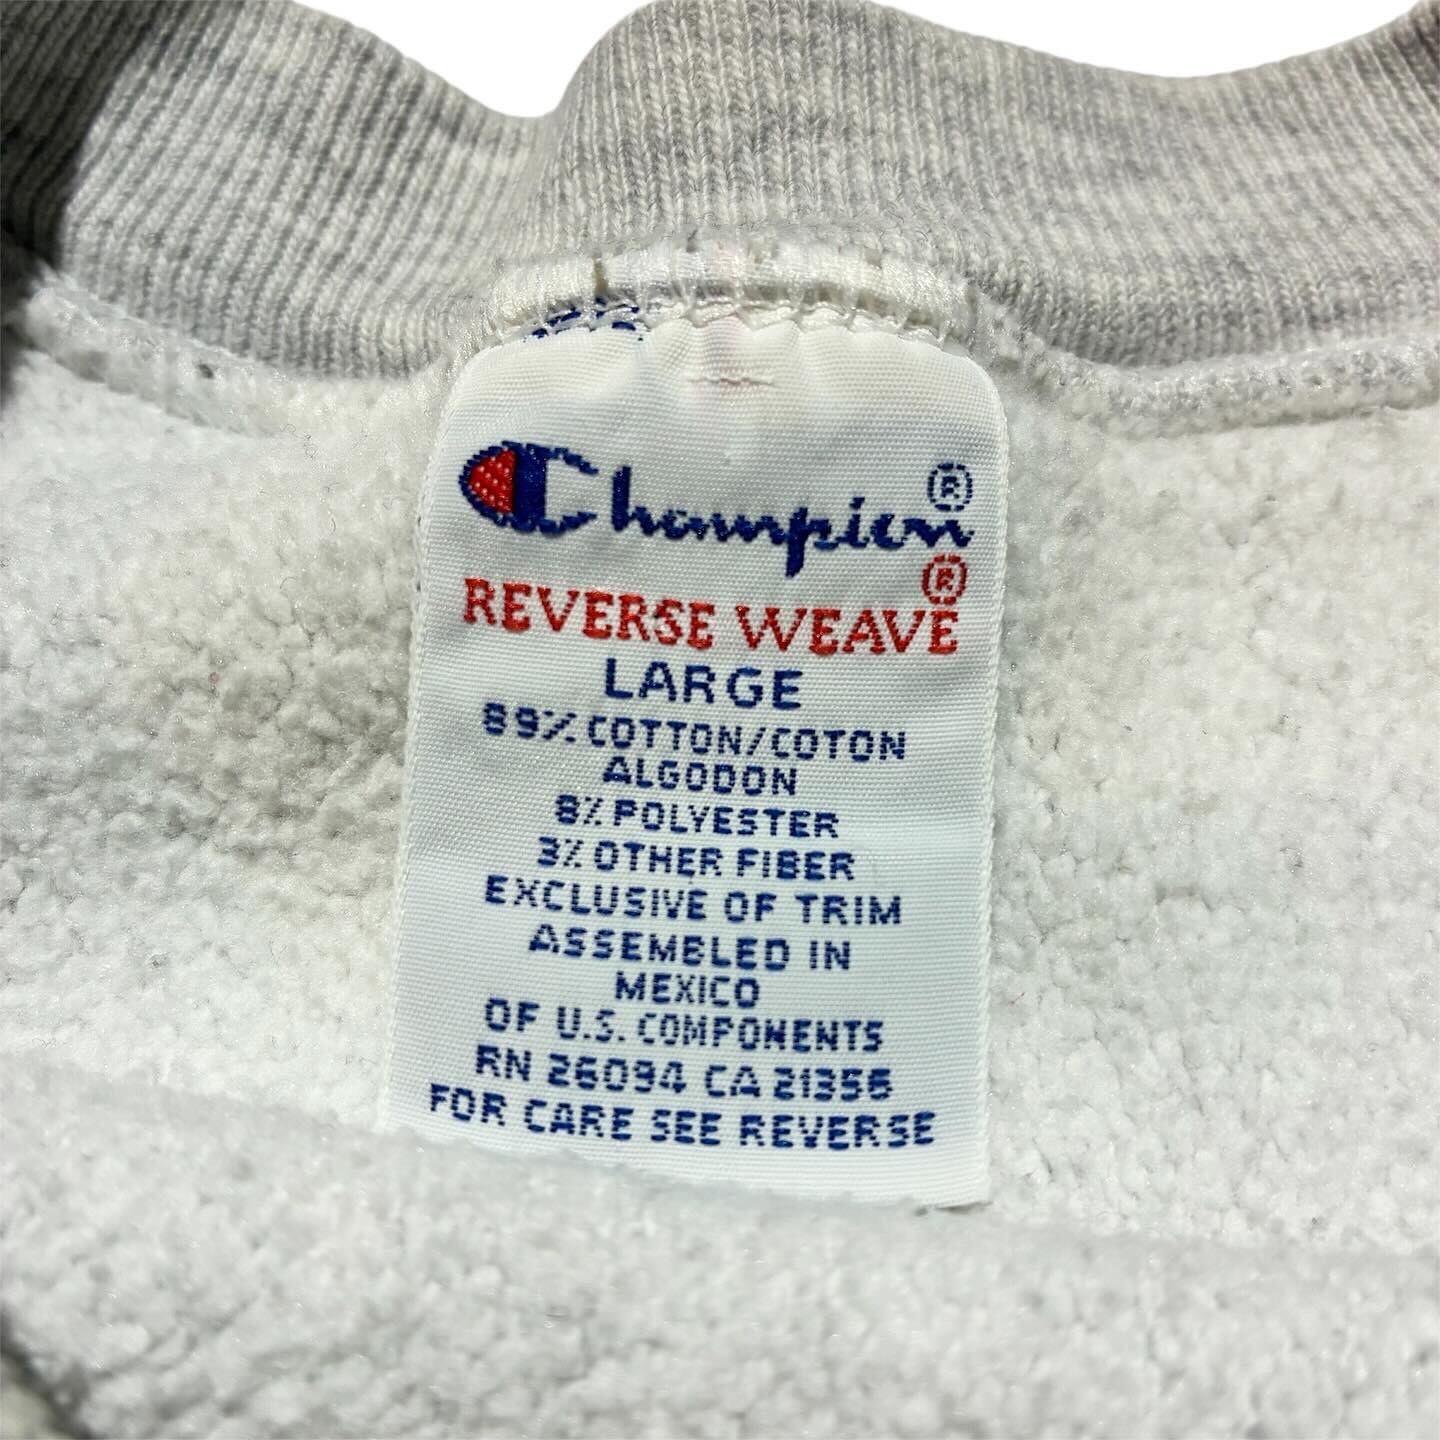 Champion®
REVERSE WEAVE®
LARGE
89% COTTON/COTON
ALGODON
8% POLYESTER
3% OTHER FIBER
EXCLUSIVE OF TRIM
ASSEMBLED IN
MEXICO
OF U.S. COMPONENTS
RN 26094 CA 21356
FOR CARE SEE REVERSE